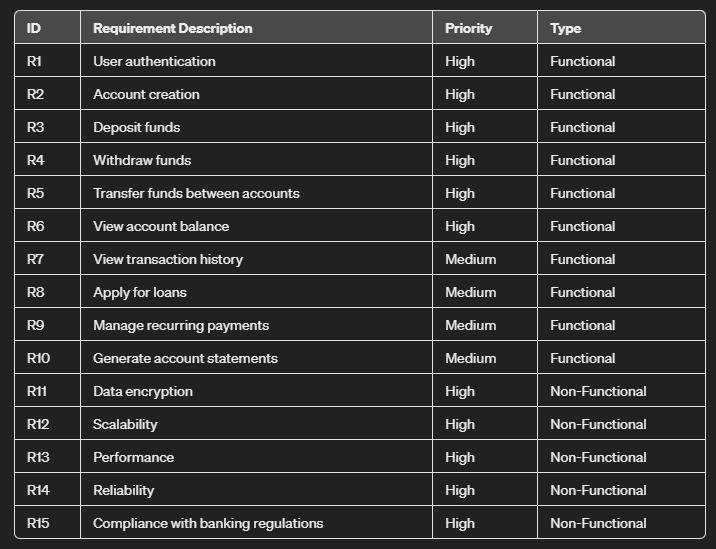 ID Requirement Description Priority Type
R1 User authentication High Functional
R2 Account creation High Functional
R3 Deposit funds High Functional
R4 Withdraw funds High Functional
R5 Transfer funds between accounts High Functional
R6 View account balance High Functional
R7 View transaction history Medium Functional
R8 Apply for loans Medium Functional
R9 Manage recurring payments Medium Functional
R10 Generate account statements Medium Functional
R11 Data encryption High Non-Functional
R12 Scalability High Non-Functional
R13 Performance High Non-Functional
R14 Reliability High Non-Functional
R15 Compliance with banking regulations High Non-Functional